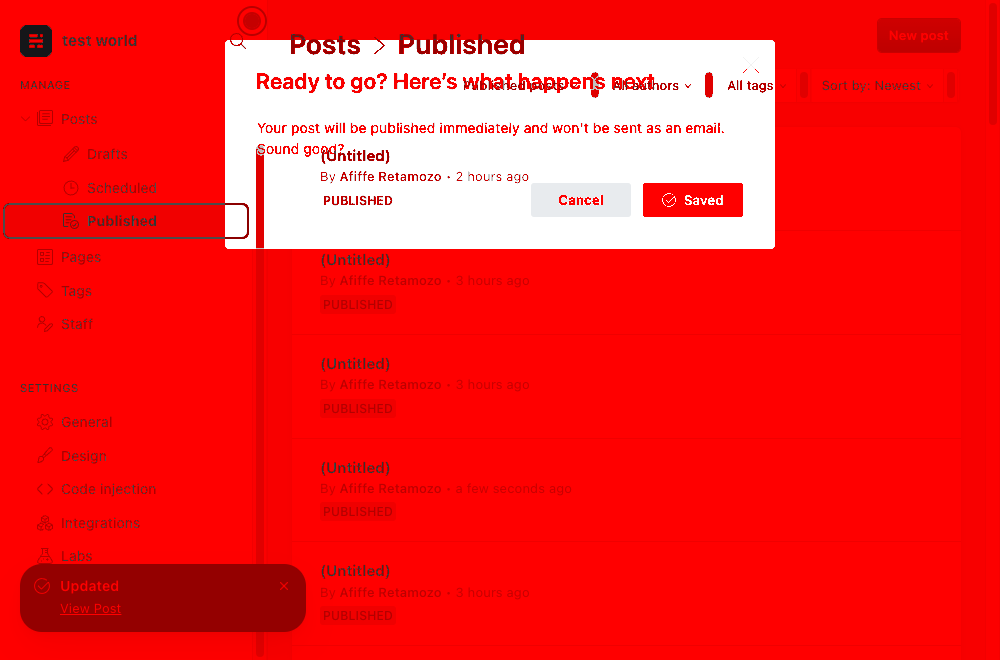 test world
Posts > Published
New post
MANAGE
Ready to go? Here's what happens next
Published posts
All authors
All tags
Sort by: Newest
Posts
Your post will be published immediately and won't be sent as an email.
Sound good?
Drafts
(Untitled)
By Afiffe Retamozo • 2 hours ago
Scheduled
PUBLISHED
Cancel
Saved
Published
Pages
(Untitled)
By Afiffe Retamozo • 3 hours ago
Tags
PUBLISHED
Staff
(Untitled)
By Afiffe Retamozo • 3 hours ago
SETTINGS
PUBLISHED
General
Design
(Untitled)
By Afiffe Retamozo • a few seconds ago
Code injection
PUBLISHED
Integrations
Labs
(Untitled)
Updated
By Afiffe Retamozo • 3 hours ago
View Post
PUBLISHED